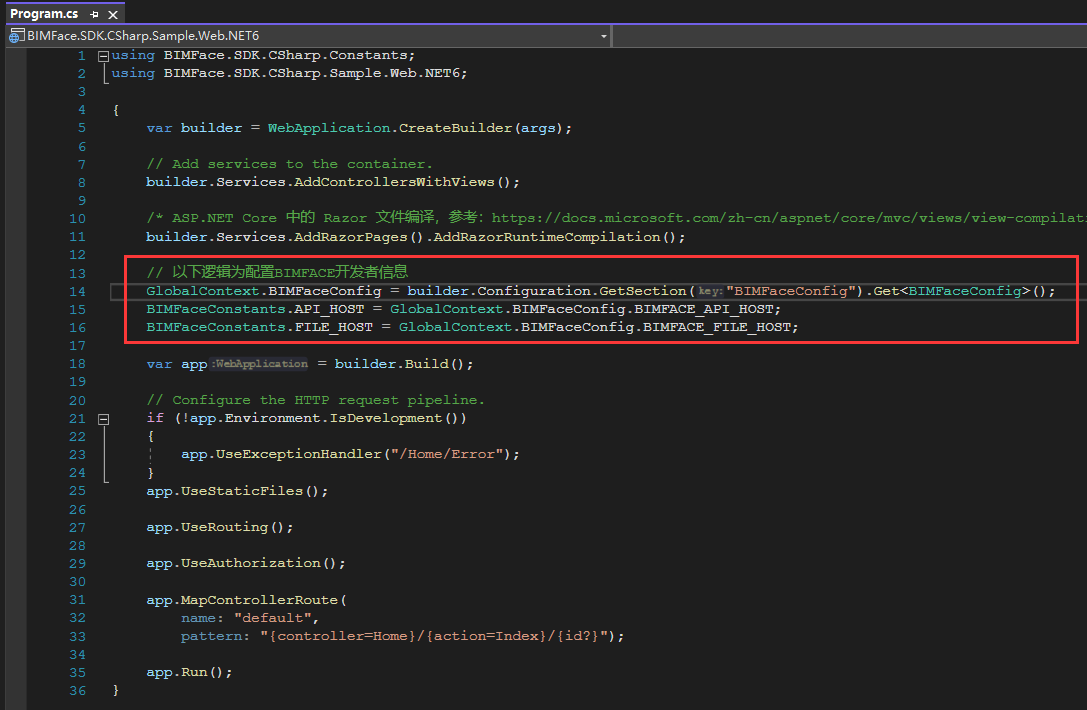 Program.cs
BIMFace.SDK.CSharp.Sample.Web.NET6
1 using BIMFace.SDK.CSharp.Constants;
2 using BIMFace.SDK.CSharp.Sample.Web.NET6;
3
4 {
5 var builder = WebApplication.CreateBuilder(args);
6
7 // Add services to the container.
8 builder.Services.AddControllersWithViews();
9
10 /* ASP.NET Core 中的 Razor 文件编译，参考：https://docs.microsoft.com/zh-cn/aspnet/core/mvc/views/view-compilati
11 builder.Services.AddRazorPages().AddRazorRuntimeCompilation();
12
13 // 以下逻辑为配置BIMFACE开发者信息
14 GlobalContext.BIMFaceConfig = builder.Configuration.GetSection(key:"BIMFaceConfig").Get<BIMFaceConfig>();
15 BIMFaceConstants.API_HOST = GlobalContext.BIMFaceConfig.BIMFACE_API_HOST;
16 BIMFaceConstants.FILE_HOST = GlobalContext.BIMFaceConfig.BIMFACE_FILE_HOST;
17
18 var app:WebApplication = builder.Build();
19
20 // Configure the HTTP request pipeline.
21 if (!app.Environment.IsDevelopment())
22 {
23 app.UseExceptionHandler("/Home/Error");
24 }
25 app.UseStaticFiles();
26
27 app.UseRouting();
28
29 app.UseAuthorization();
30
31 app.MapControllerRoute(
32 name: "default",
33 pattern: "{controller=Home}/{action=Index}/{id?}");
34
35 app.Run();
36 }